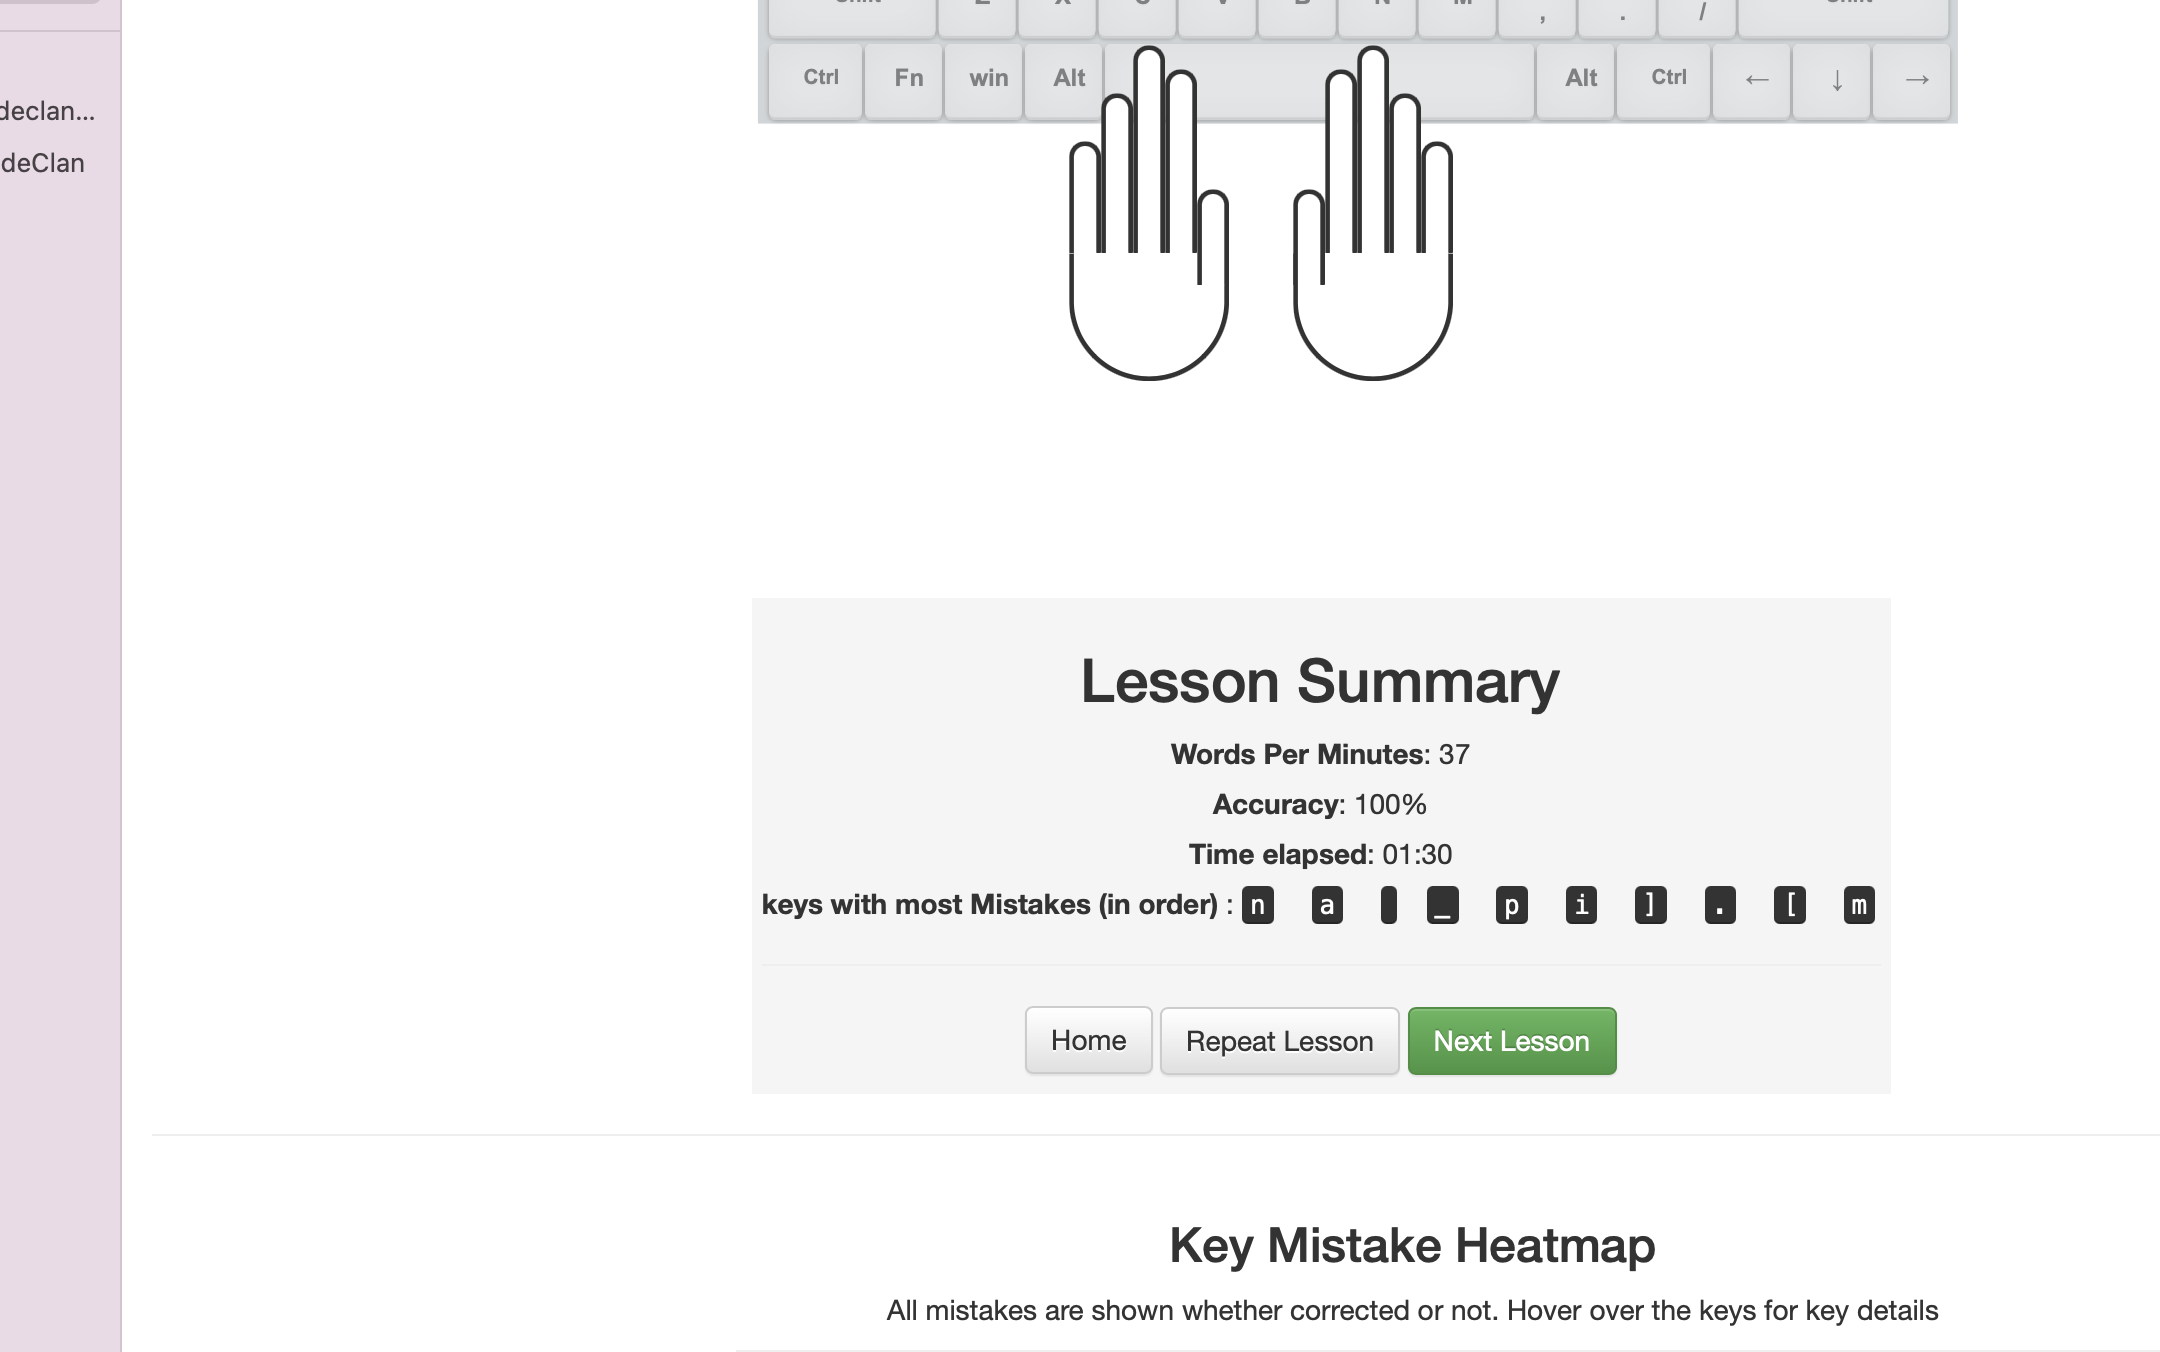 Ctrl Fn win Alt Alt Ctrl ← ↓ →
declan...
deClan
Lesson Summary
Words Per Minutes: 37
Accuracy: 100%
Time elapsed: 01:30
keys with most Mistakes (in order) : n a _ p i ] . [ m
Home Repeat Lesson Next Lesson
Key Mistake Heatmap
All mistakes are shown whether corrected or not. Hover over the keys for key details